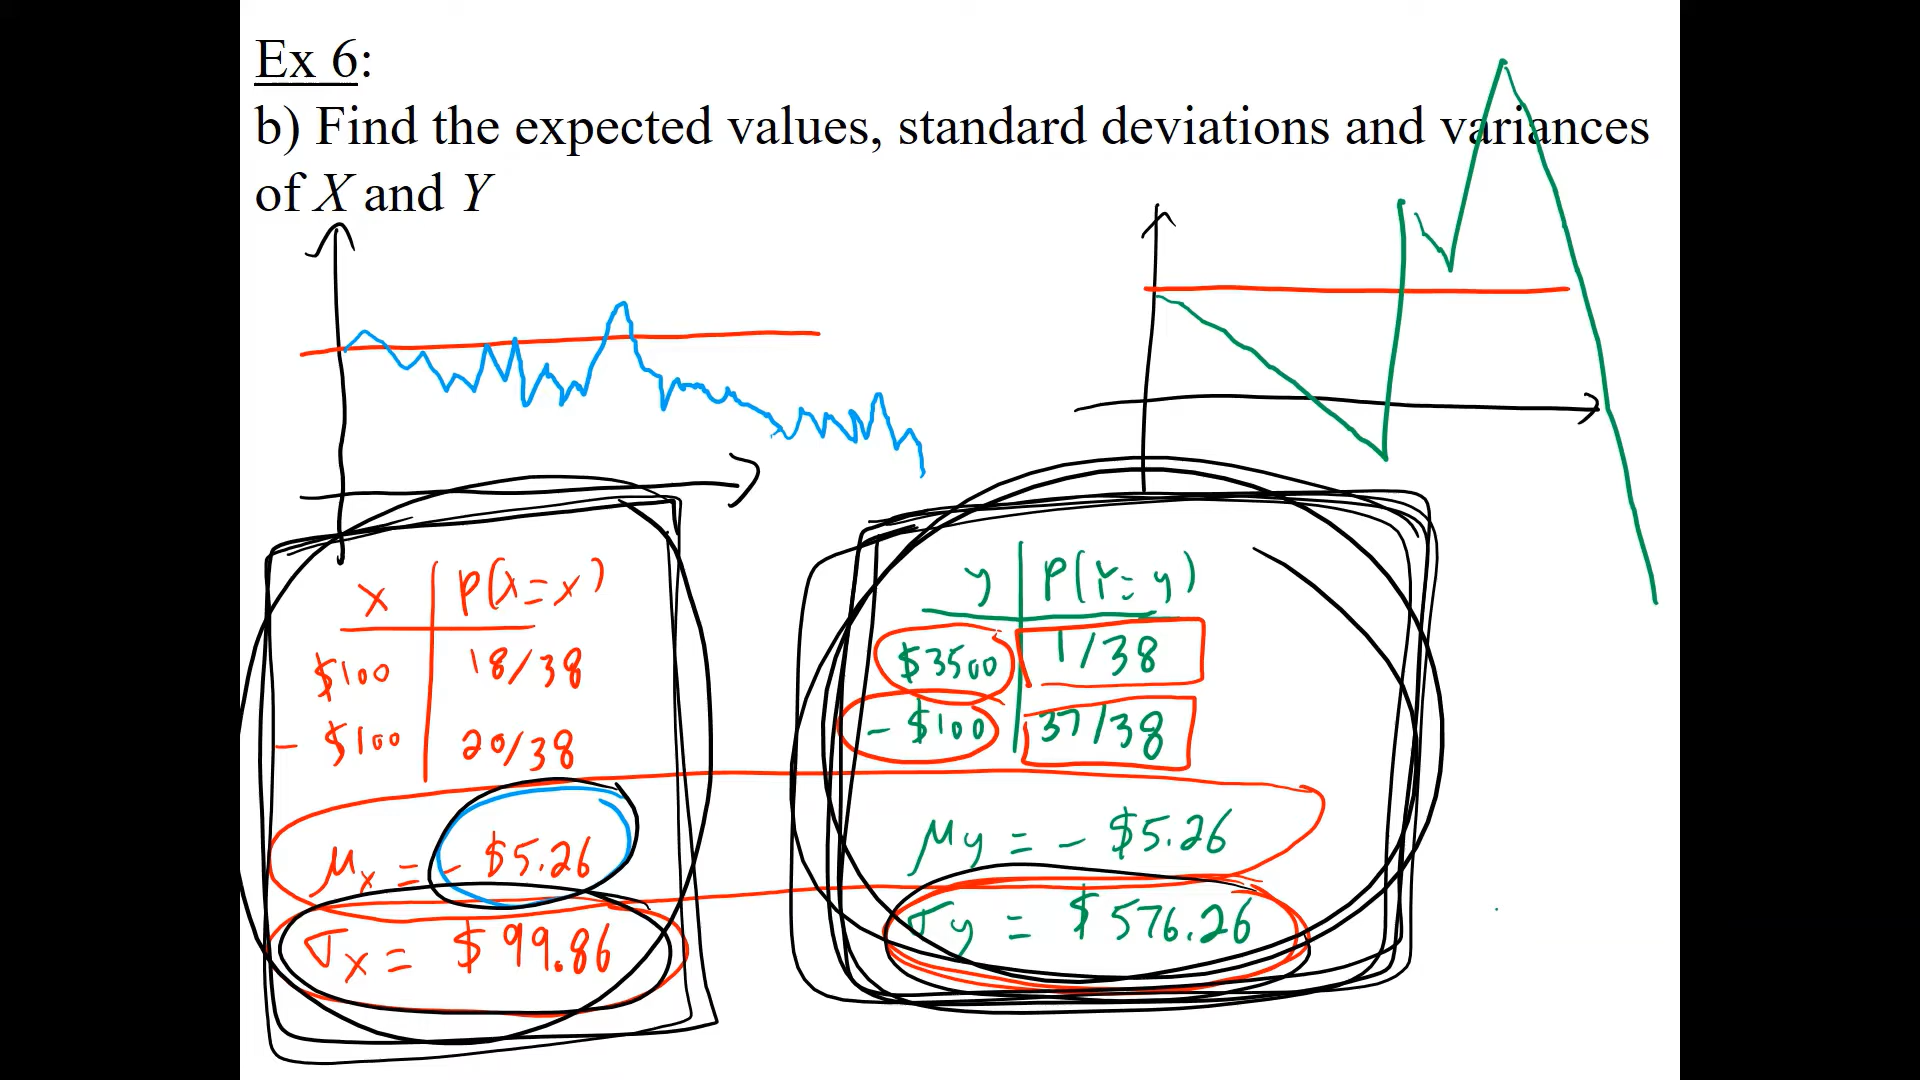 Ex 6:
b) Find the expected values, standard deviations and variances
of X and Y
x P(X=x)
$100 18/38
- $100 20/38
μx = - $5.26
σx = $99.86
y P(Y=y)
$3500 1/38
- $100 37/38
μy = - $5.26
σy = $576.26